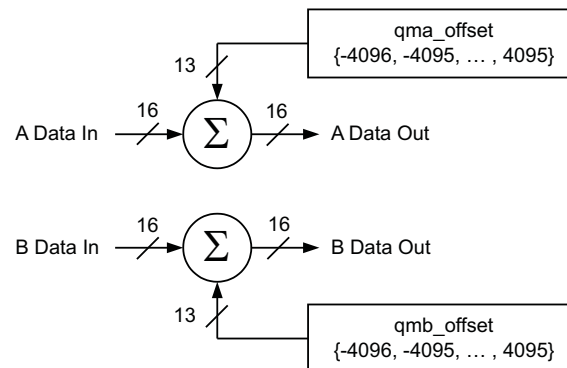 qma_offset
{-4096, -4095, … , 4095}
13
16
16
A Data In
Σ
A Data Out
16
16
B Data In
Σ
B Data Out
13
qmb_offset
{-4096, -4095, … , 4095}